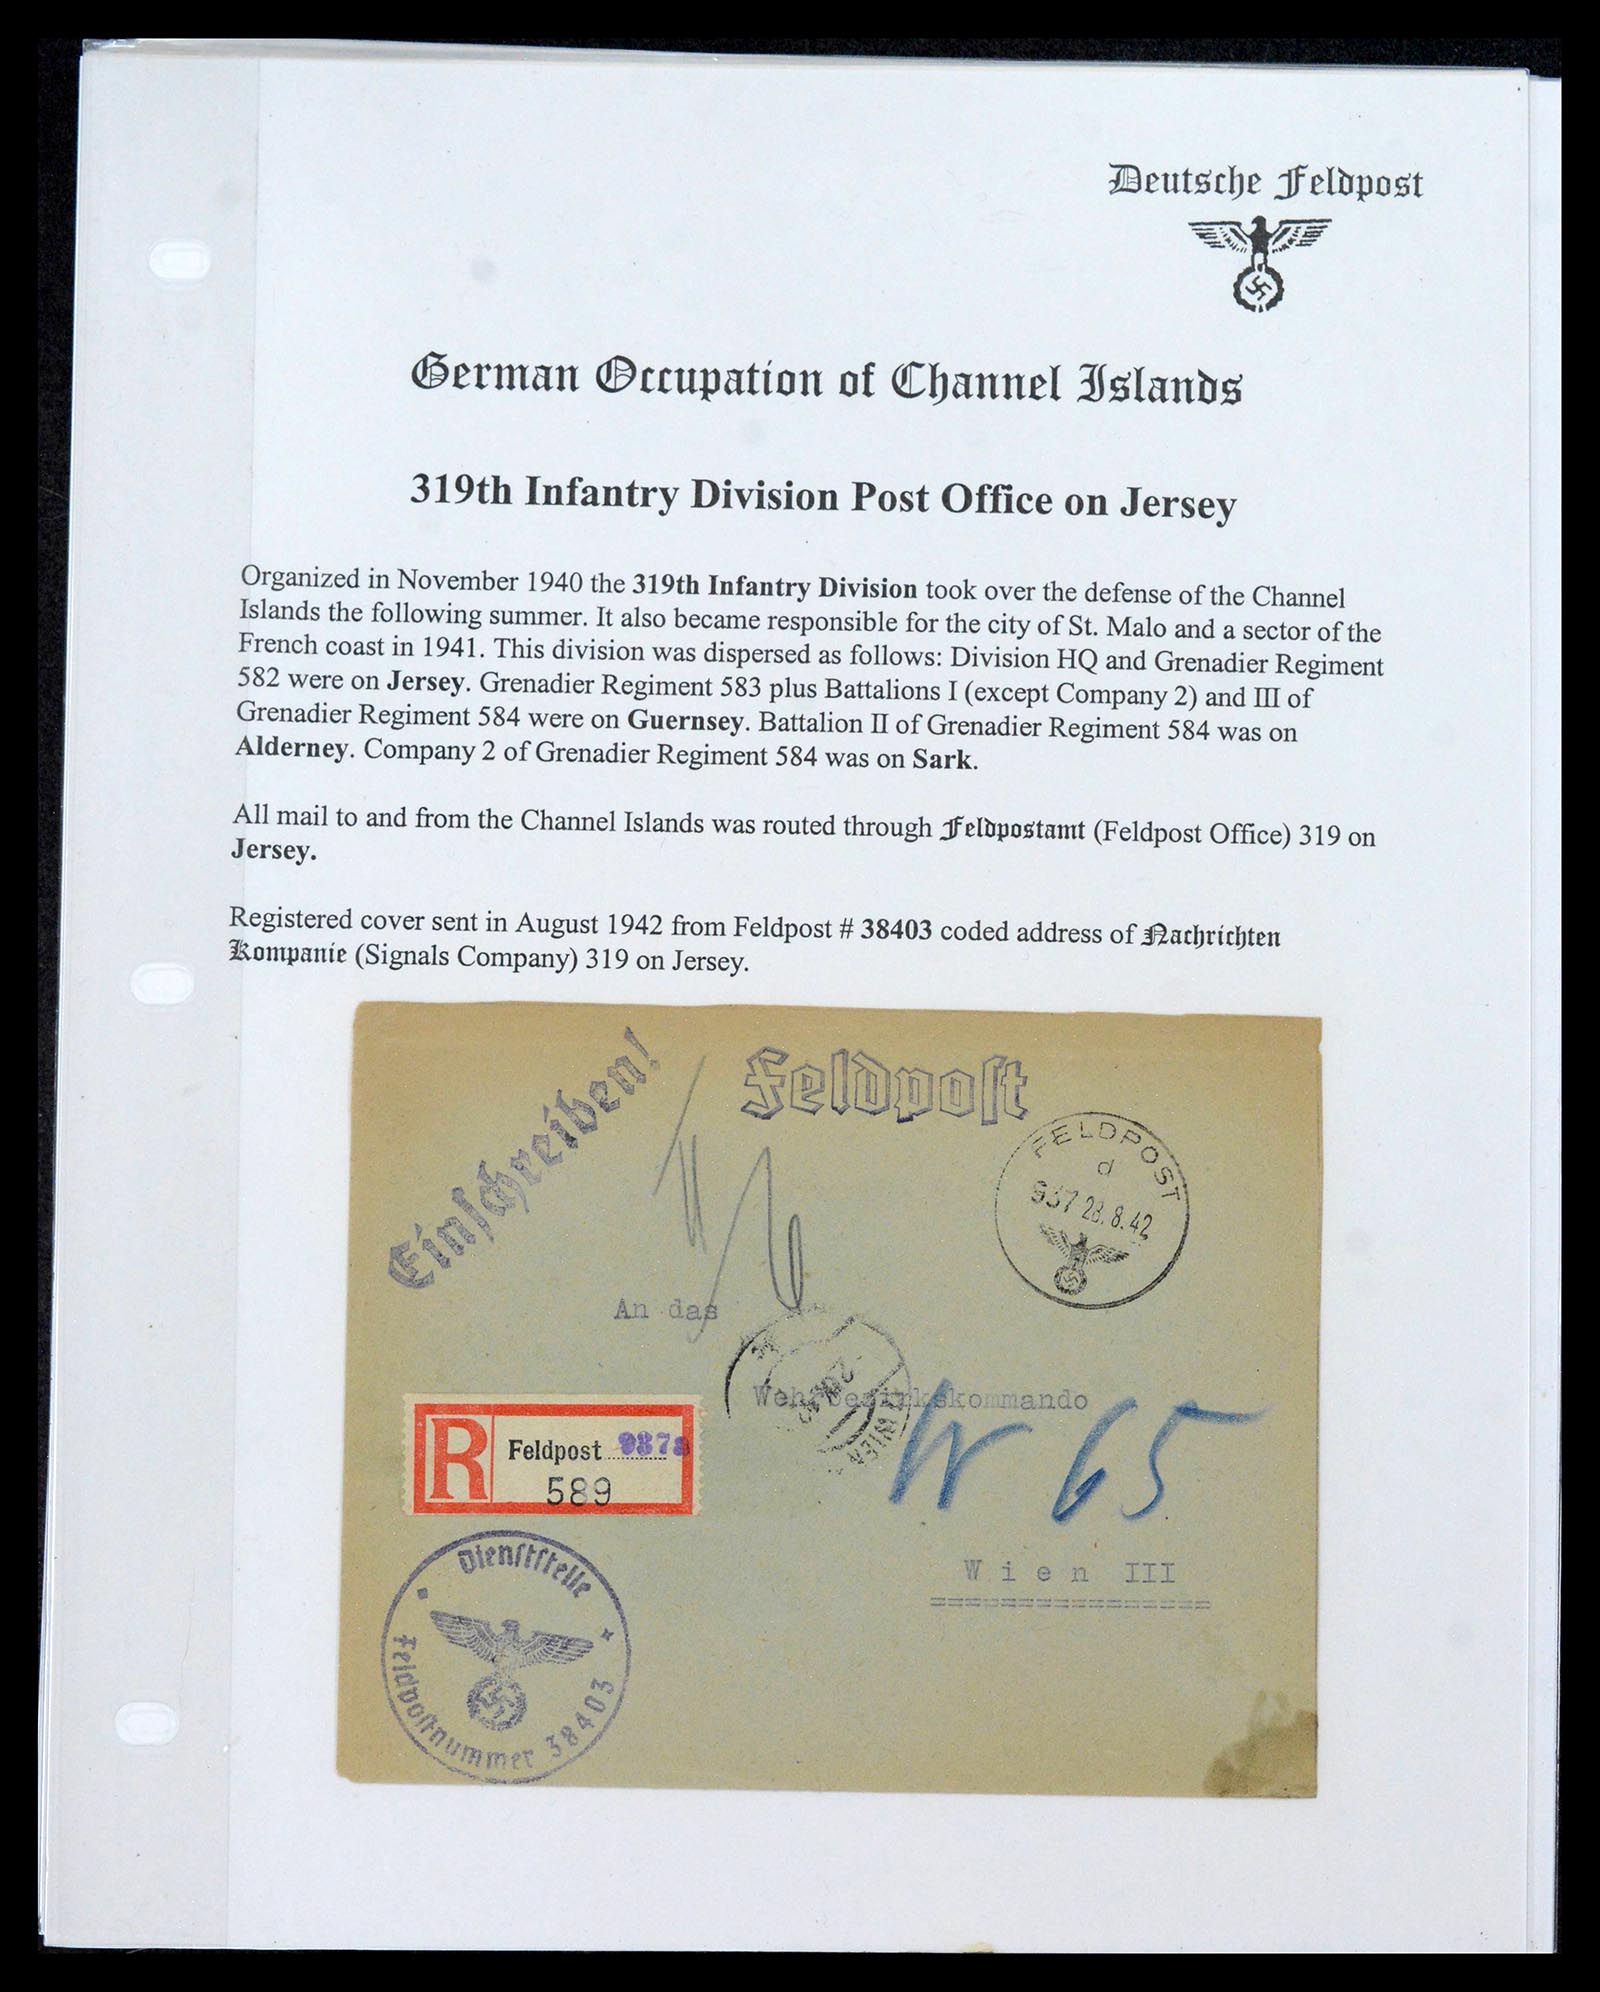 Deutsche Feldpost
German Occupation of Channel Islands
319th Infantry Division Post Office on Jersey
Organized in November 1940 the 319th Infantry Division took over the defense of the Channel
Islands the following summer. It also became responsible for the city of St. Malo and a sector of the
French coast in 1941. This division was dispersed as follows: Division HQ and Grenadier Regiment
582 were on Jersey. Grenadier Regiment 583 plus Battalions I (except Company 2) and III of
Grenadier Regiment 584 were on Guernsey. Battalion II of Grenadier Regiment 584 was on
Alderney. Company 2 of Grenadier Regiment 584 was on Sark.
All mail to and from the Channel Islands was routed through Feldpostamt (Feldpost Office) 319 on
Jersey.
Registered cover sent in August 1942 from Feldpost # 38403 coded address of Nachrichten
Kompanie (Signals Company) 319 on Jersey.
Einschreiben!
Feldpost
FELDPOST
d
937 28.8.42
An das
Wehrbezirkskommando
WIEN
W 65
R Feldpost 937a
589
Wien III
Dienststelle
Feldpostnummer 38403